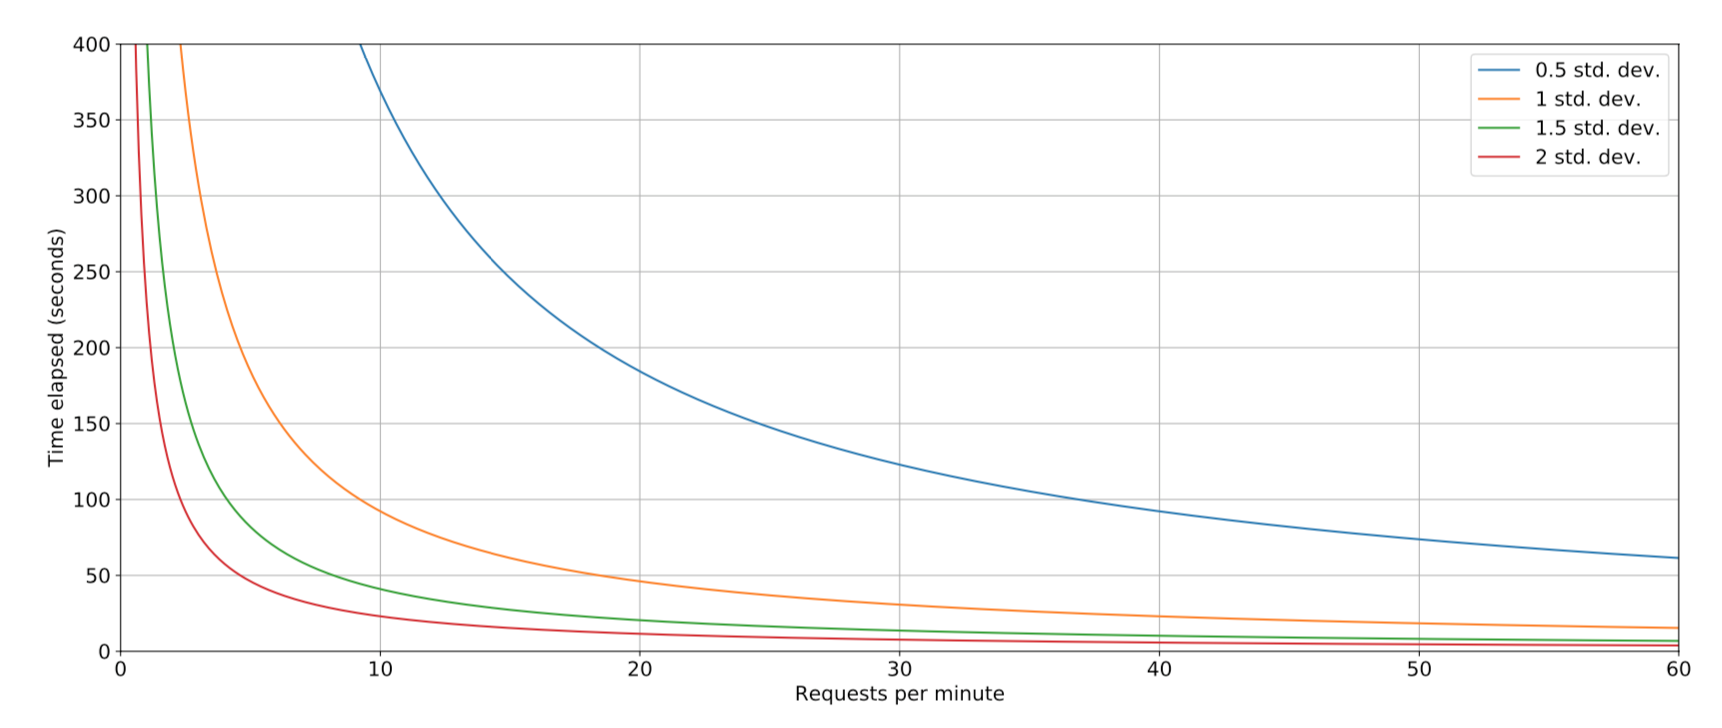 400
350
300
250
200
150
100
50
0
Time elapsed (seconds)
0 10 20 30 40 50 60
Requests per minute
0.5 std. dev.
1 std. dev.
1.5 std. dev.
2 std. dev.